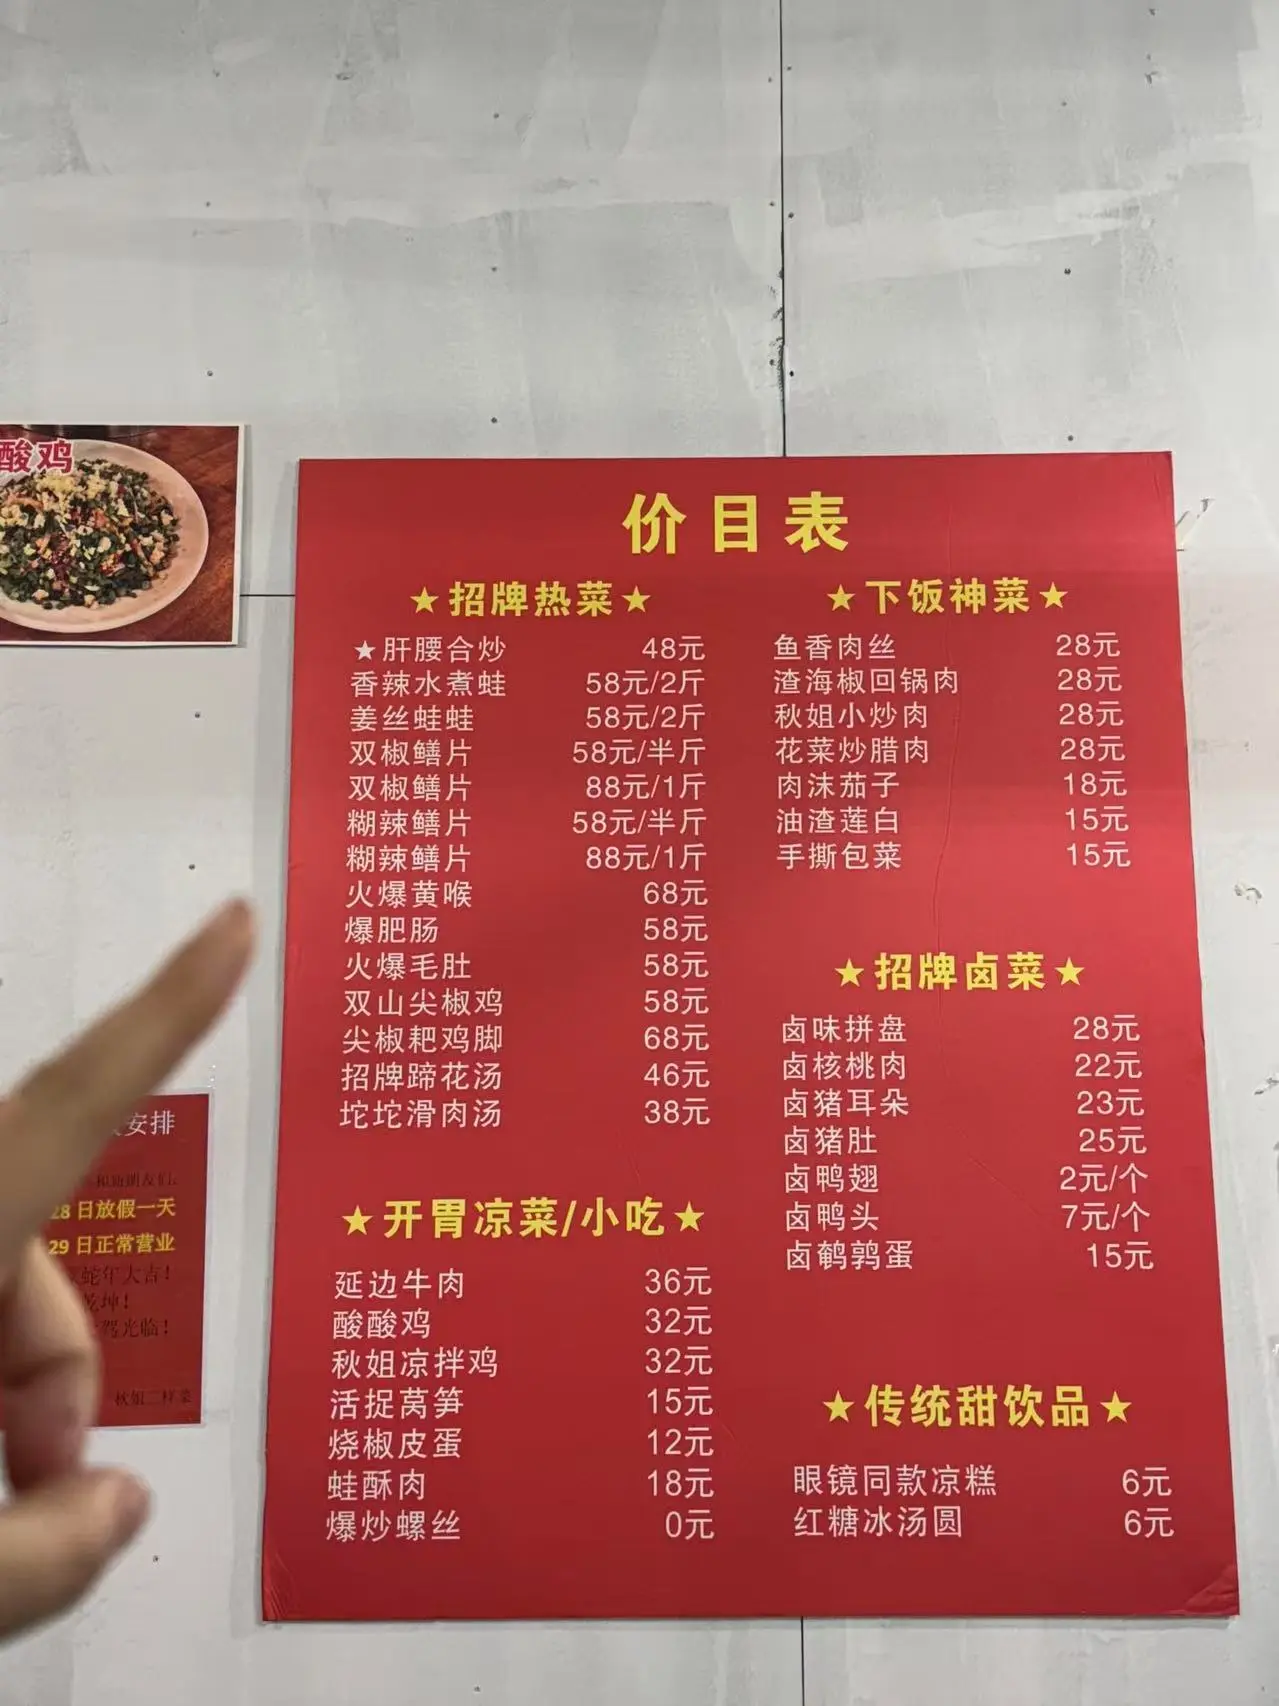 酸鸡
价目表
★招牌热菜★
★肝腰合炒 48元
香辣水煮蛙 58元/2斤
姜丝蛙蛙 58元/2斤
双椒鳝片 58元/半斤
双椒鳝片 88元/1斤
糊辣鳝片 58元/半斤
糊辣鳝片 88元/1斤
火爆黄喉 68元
爆肥肠 58元
火爆毛肚 58元
双山尖椒鸡 58元
尖椒耙鸡脚 68元
招牌蹄花汤 46元
坨坨滑肉汤 38元
★开胃凉菜/小吃★
延边牛肉 36元
酸酸鸡 32元
秋姐凉拌鸡 32元
活捉莴笋 15元
烧椒皮蛋 12元
蛙酥肉 18元
爆炒螺丝 0元
★下饭神菜★
鱼香肉丝 28元
渣海椒回锅肉 28元
秋姐小炒肉 28元
花菜炒腊肉 28元
肉沫茄子 18元
油渣莲白 15元
手撕包菜 15元
★招牌卤菜★
卤味拼盘 28元
卤核桃肉 22元
卤猪耳朵 23元
卤猪肚 25元
卤鸭翅 2元/个
卤鸭头 7元/个
卤鹌鹑蛋 15元
★传统甜饮品★
眼镜同款凉糕 6元
红糖冰汤圆 6元
安排
28日放假一天
29日正常营业
蛇年大吉！
乾坤！
驾光临！